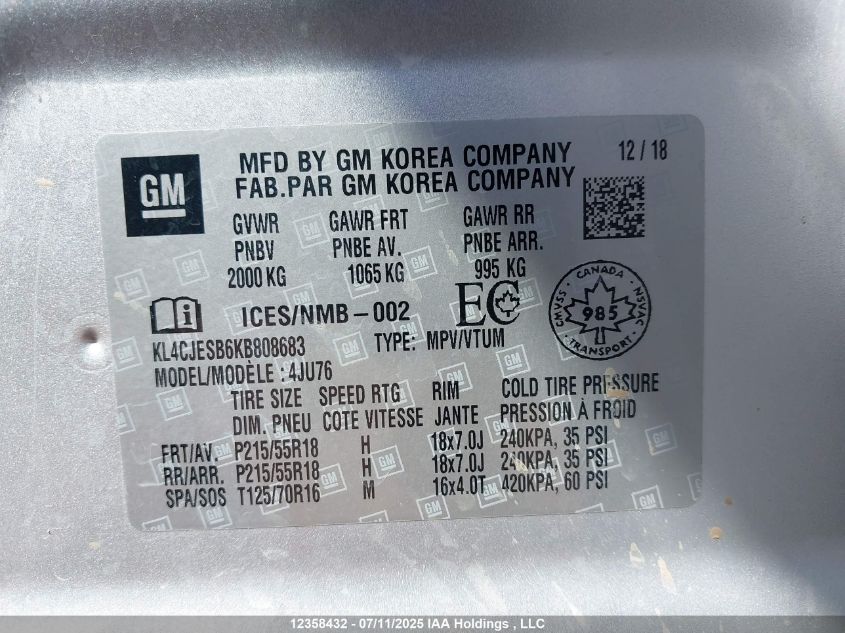 MFD BY GM KOREA COMPANY 12 / 18
FAB.PAR GM KOREA COMPANY
GM
GVWR GAWR FRT GAWR RR
PNBV PNBE AV. PNBE ARR.
2000 KG 1065 KG 995 KG
ICES/NMB – 002 EC
CANADA
CMVSS 985 NSVAC
TRANSPORT
KL4CJESB6KB808683 TYPE: MPV/VTUM
MODEL/MODÈLE : 4JU76
TIRE SIZE SPEED RTG RIM COLD TIRE PRESSURE
DIM. PNEU COTE VITESSE JANTE PRESSION À FROID
FRT/AV. P215/55R18 H 18x7.0J 240KPA, 35 PSI
RR/ARR. P215/55R18 H 18x7.0J 240KPA, 35 PSI
SPA/SOS T125/70R16 M 16x4.0T 420KPA, 60 PSI
12358432 - 07/11/2025 IAA Holdings , LLC